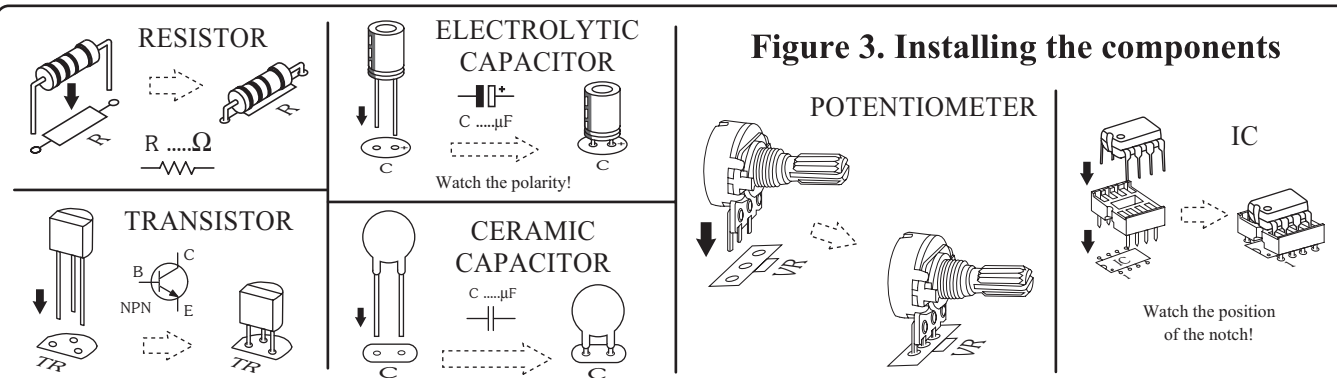 RESISTOR
R
R
R .....Ω
TRANSISTOR
B
C
E
NPN
TR
TR
ELECTROLYTIC
CAPACITOR
+
C .....µF
+
C
+
C
Watch the polarity!
CERAMIC
CAPACITOR
C .....µF
C
C
Figure 3. Installing the components
POTENTIOMETER
VR
VR
IC
C
Watch the position
of the notch!